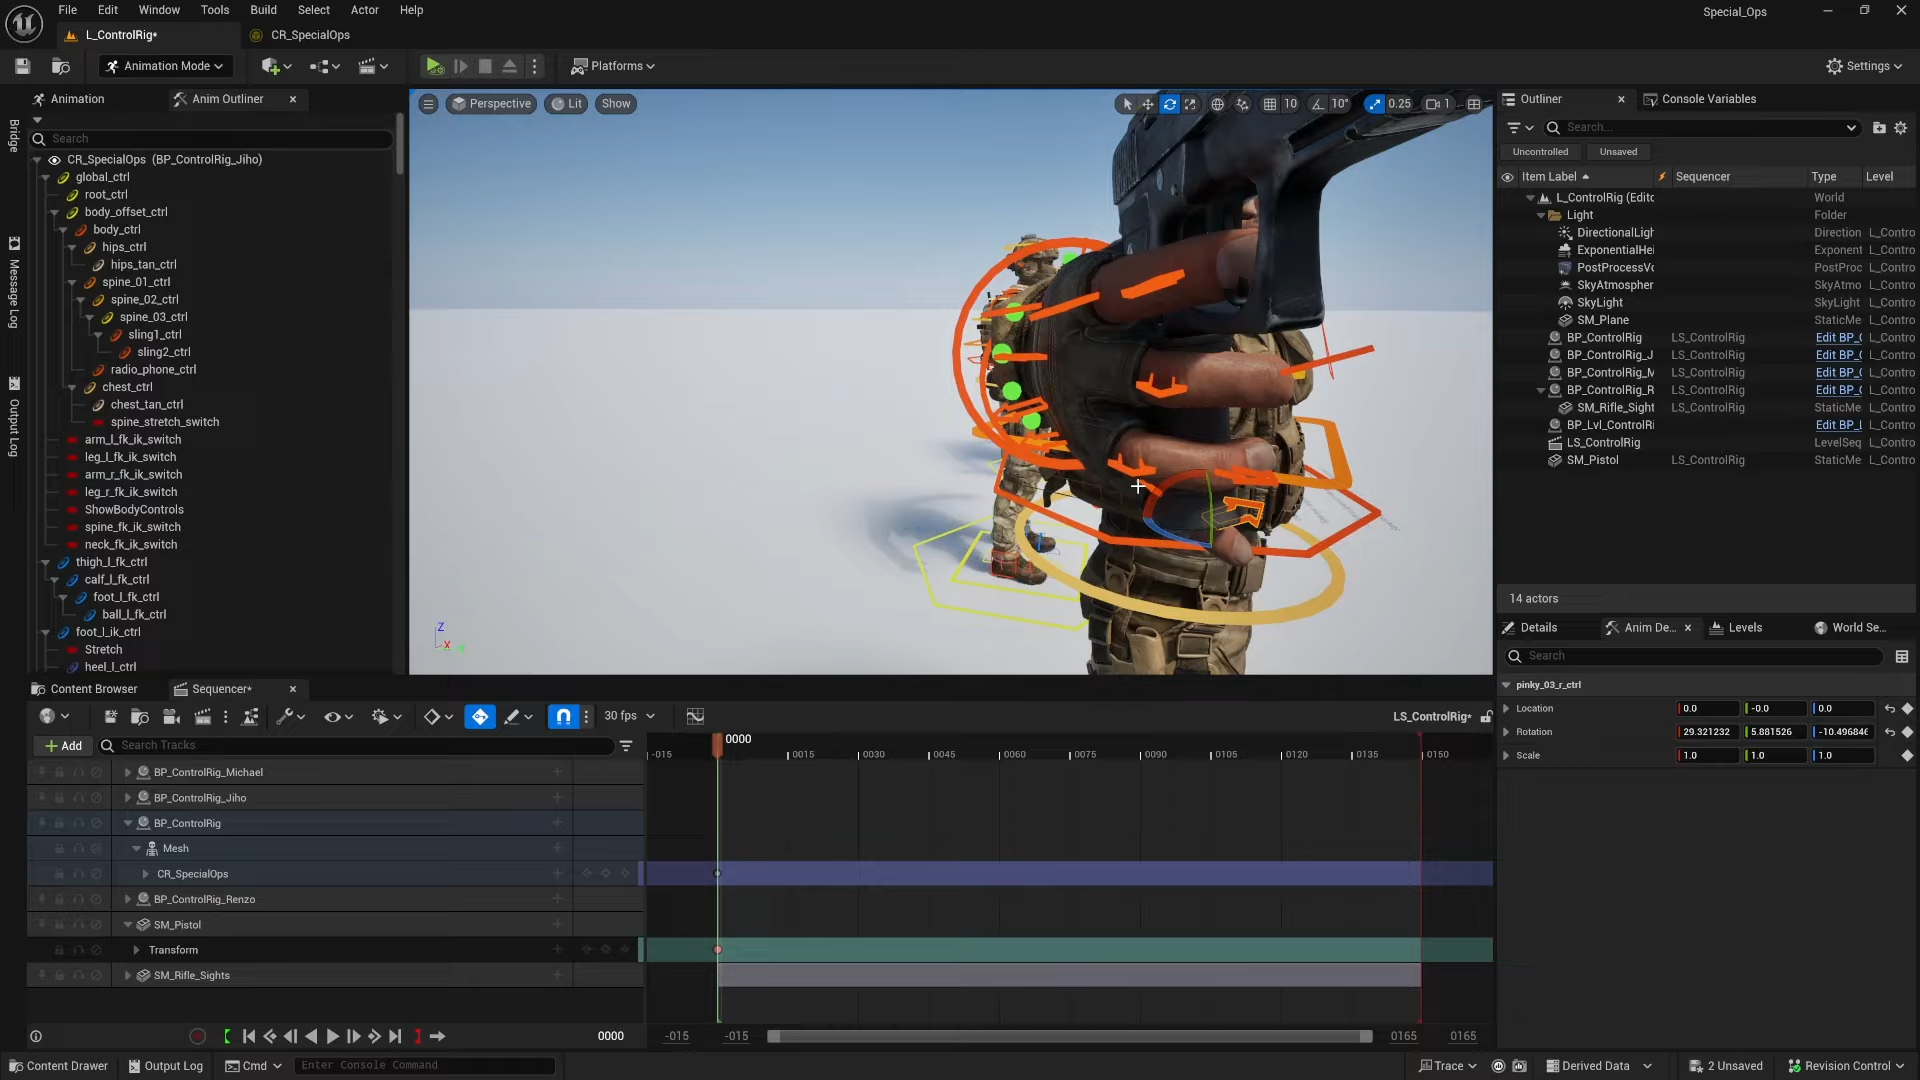 File Edit Window Tools Build Select Actor Help
Special_Ops
L_ControlRig*
CR_SpecialOps
Animation Mode
Platforms
Settings
Animation
Anim Outliner
Perspective
Lit
Show
10
10°
0.25
1
Outliner
Console Variables
Bridge
Message Log
Output Log
Search
Search...
Uncontrolled
Unsaved
Item Label
Sequencer
Type
Level
CR_SpecialOps (BP_ControlRig_Jiho)
global_ctrl
root_ctrl
body_offset_ctrl
body_ctrl
hips_ctrl
hips_tan_ctrl
spine_01_ctrl
spine_02_ctrl
spine_03_ctrl
sling1_ctrl
sling2_ctrl
radio_phone_ctrl
chest_ctrl
chest_tan_ctrl
spine_stretch_switch
arm_l_fk_ik_switch
leg_l_fk_ik_switch
arm_r_fk_ik_switch
leg_r_fk_ik_switch
ShowBodyControls
spine_fk_ik_switch
neck_fk_ik_switch
thigh_l_fk_ctrl
calf_l_fk_ctrl
foot_l_fk_ctrl
ball_l_fk_ctrl
foot_l_ik_ctrl
Stretch
heel_l_ctrl
Z
X
L_ControlRig (Editc World
Light Folder
DirectionalLigh Direction L_Contro
ExponentialHei Exponent L_Contro
PostProcessVc PostProc L_Contro
SkyAtmospher SkyAtmo L_Contro
SkyLight SkyLight L_Contro
SM_Plane StaticMe L_Contro
BP_ControlRig LS_ControlRig Edit BP_( L_Contro
BP_ControlRig_J LS_ControlRig Edit BP_( L_Contro
BP_ControlRig_M LS_ControlRig Edit BP_( L_Contro
BP_ControlRig_R LS_ControlRig Edit BP_( L_Contro
SM_Rifle_Sight LS_ControlRig StaticMe L_Contro
BP_Lvl_ControlRi LS_ControlRig Edit BP_I L_Contro
LS_ControlRig LevelSeq L_Contro
SM_Pistol LS_ControlRig StaticMe L_Contro
14 actors
Details
Anim De...
Levels
World Se...
Search
pinky_03_r_ctrl
Location 0.0 -0.0 0.0
Rotation 29.321232 5.881526 -10.496846
Scale 1.0 1.0 1.0
Content Browser
Sequencer*
30 fps
LS_ControlRig*
Add
Search Tracks
0000
-015 0015 0030 0045 0060 0075 0090 0105 0120 0135 0150
BP_ControlRig_Michael
BP_ControlRig_Jiho
BP_ControlRig
Mesh
CR_SpecialOps
BP_ControlRig_Renzo
SM_Pistol
Transform
SM_Rifle_Sights
0000 -015 -015 0165 0165
Content Drawer
Output Log
Cmd
Enter Console Command
Trace
Derived Data
2 Unsaved
Revision Control